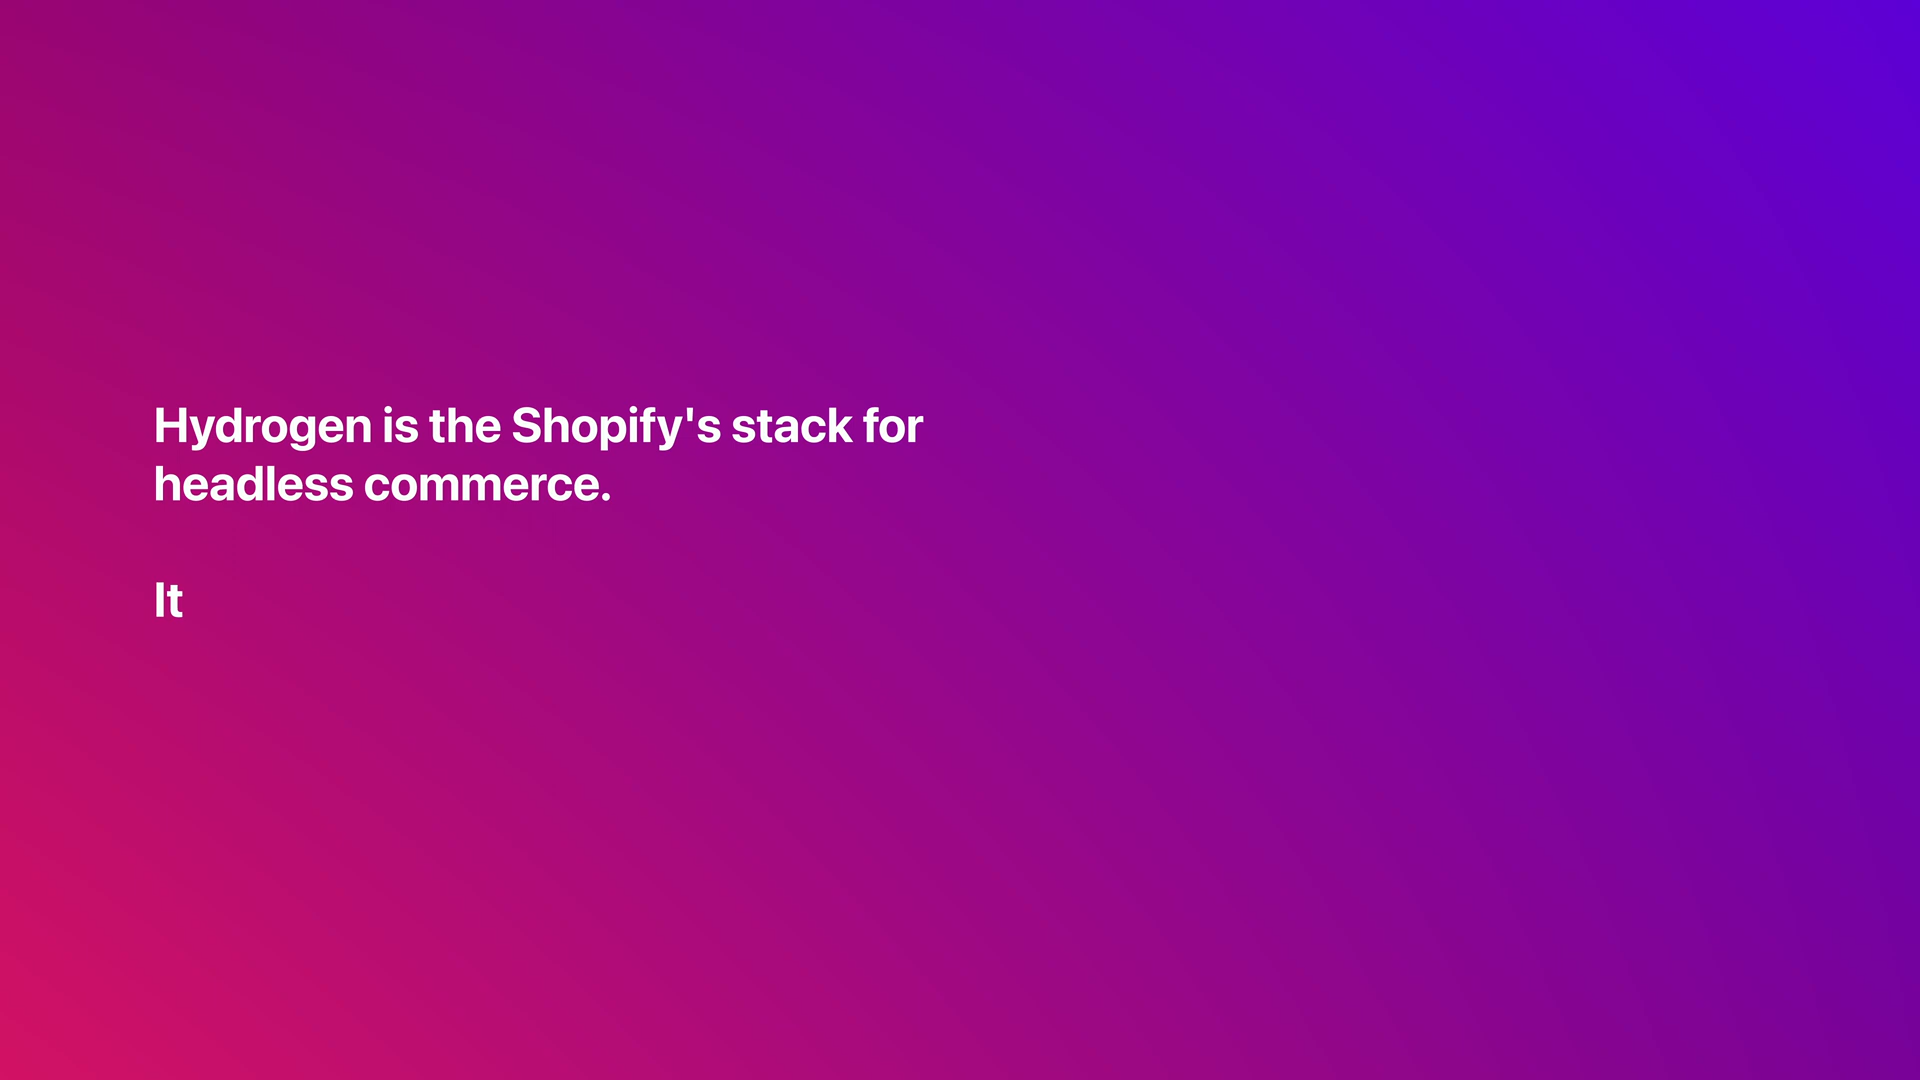 Hydrogen is the Shopify's stack for
headless commerce.
It